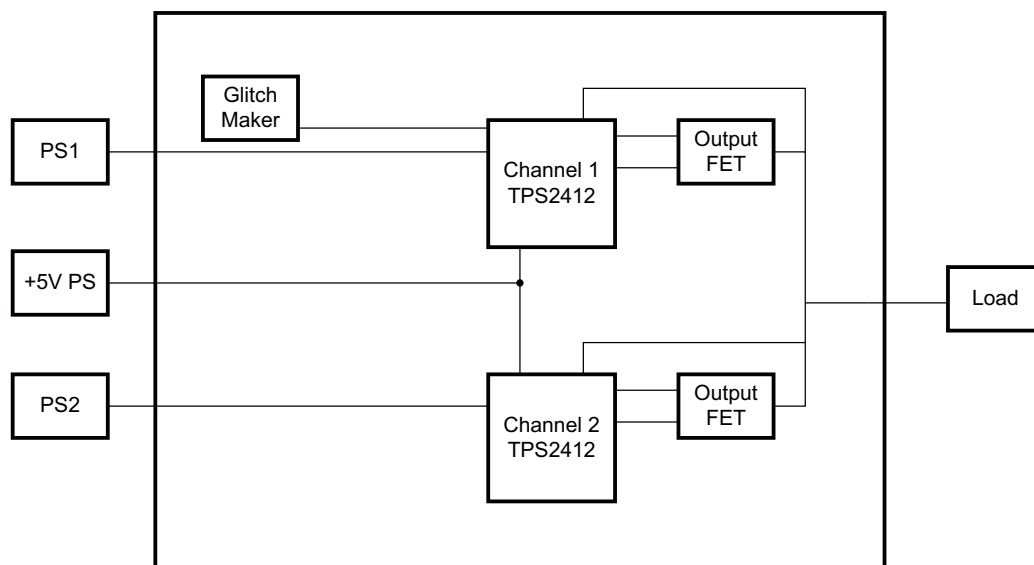 Glitch
Maker
PS1
Channel 1
TPS2412
Output
FET
+5V PS
Load
PS2
Channel 2
TPS2412
Output
FET